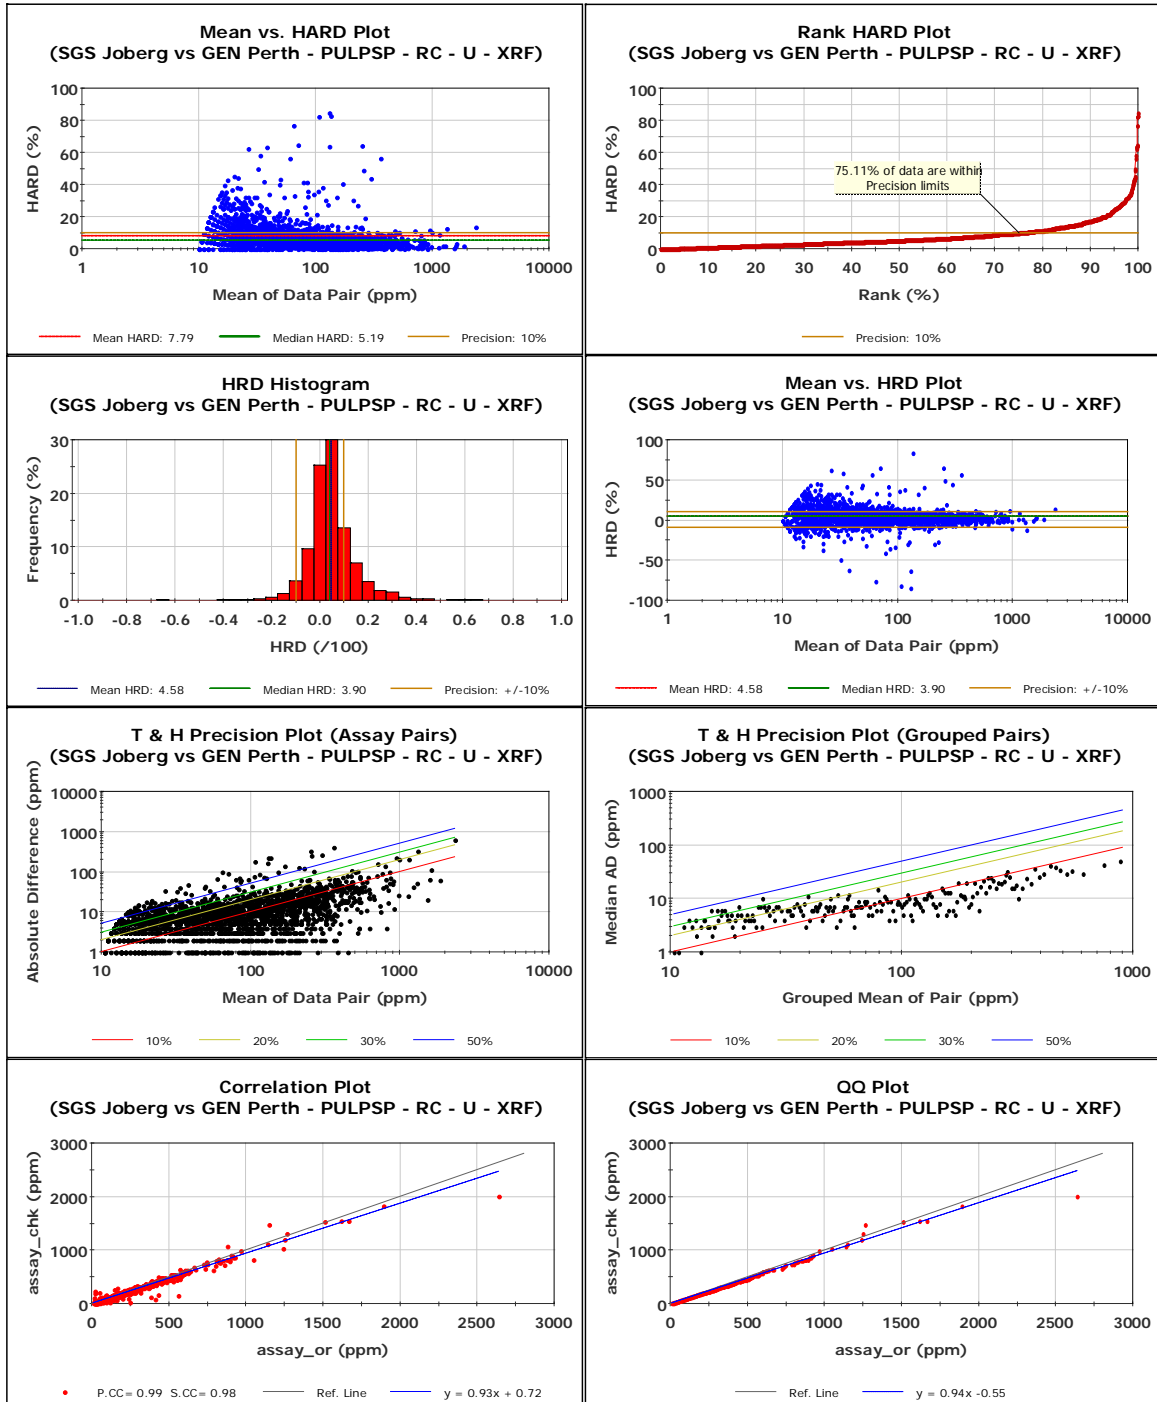 Mean vs. HARD Plot
(SGS Joberg vs GEN Perth - PULPSP - RC - U - XRF)
HARD (%)
100
80
60
40
20
0
1 10 100 1000 10000
Mean of Data Pair (ppm)
Mean HARD: 7.79 Median HARD: 5.19 Precision: 10%
Rank HARD Plot
(SGS Joberg vs GEN Perth - PULPSP - RC - U - XRF)
HARD (%)
100
80
60
40
20
0
75.11% of data are within
Precision limits
0 10 20 30 40 50 60 70 80 90 100
Rank (%)
Precision: 10%
HRD Histogram
(SGS Joberg vs GEN Perth - PULPSP - RC - U - XRF)
Frequency (%)
30
20
10
0
-1.0 -0.8 -0.6 -0.4 -0.2 0.0 0.2 0.4 0.6 0.8 1.0
HRD (/100)
Mean HRD: 4.58 Median HRD: 3.90 Precision: +/-10%
Mean vs. HRD Plot
(SGS Joberg vs GEN Perth - PULPSP - RC - U - XRF)
HRD (%)
100
50
0
-50
-100
1 10 100 1000 10000
Mean of Data Pair (ppm)
Mean HRD: 4.58 Median HRD: 3.90 Precision: +/-10%
T & H Precision Plot (Assay Pairs)
(SGS Joberg vs GEN Perth - PULPSP - RC - U - XRF)
Absolute Difference (ppm)
10000
1000
100
10
1
10 100 1000 10000
Mean of Data Pair (ppm)
10% 20% 30% 50%
T & H Precision Plot (Grouped Pairs)
(SGS Joberg vs GEN Perth - PULPSP - RC - U - XRF)
Median AD (ppm)
1000
100
10
1
10 100 1000
Grouped Mean of Pair (ppm)
10% 20% 30% 50%
Correlation Plot
(SGS Joberg vs GEN Perth - PULPSP - RC - U - XRF)
assay_chk (ppm)
3000
2000
1000
0
0 500 1000 1500 2000 2500 3000
assay_or (ppm)
P.CC= 0.99 S.CC= 0.98 Ref. Line y = 0.93x + 0.72
QQ Plot
(SGS Joberg vs GEN Perth - PULPSP - RC - U - XRF)
assay_chk (ppm)
3000
2000
1000
0
0 500 1000 1500 2000 2500 3000
assay_or (ppm)
Ref. Line y = 0.94x -0.55